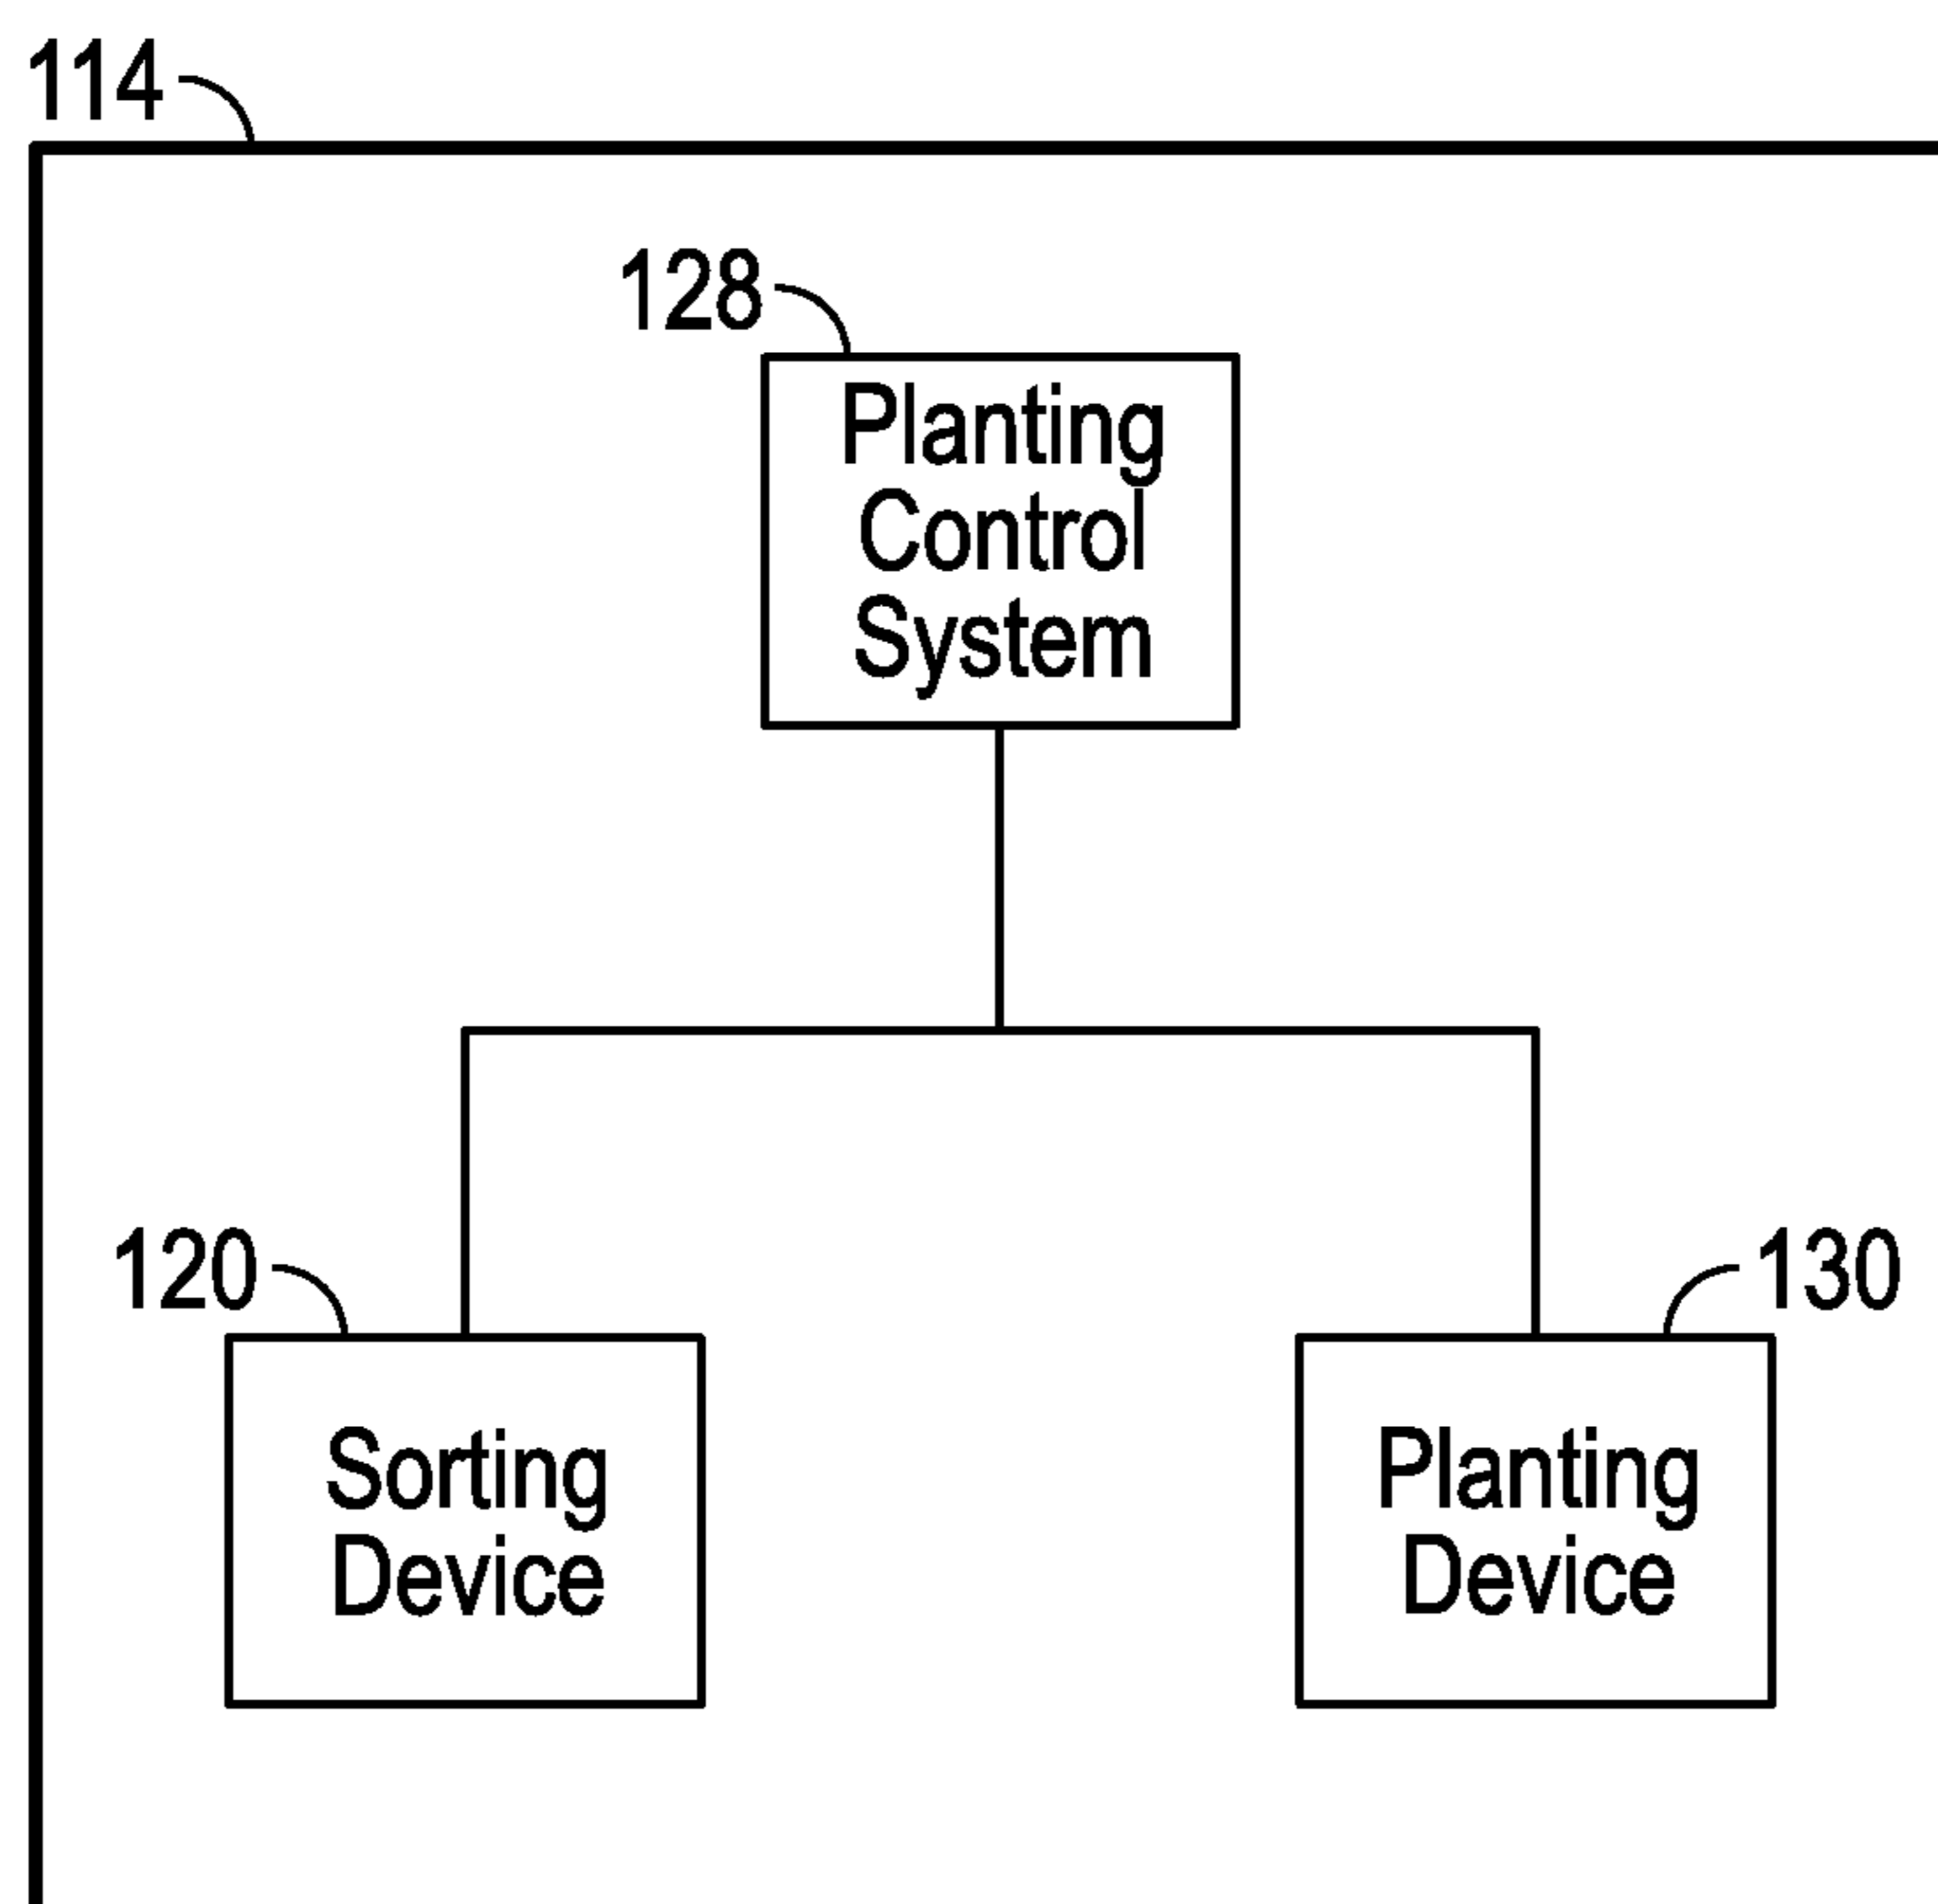 114
128
Planting
Control
System
120
130
Sorting
Device
Planting
Device